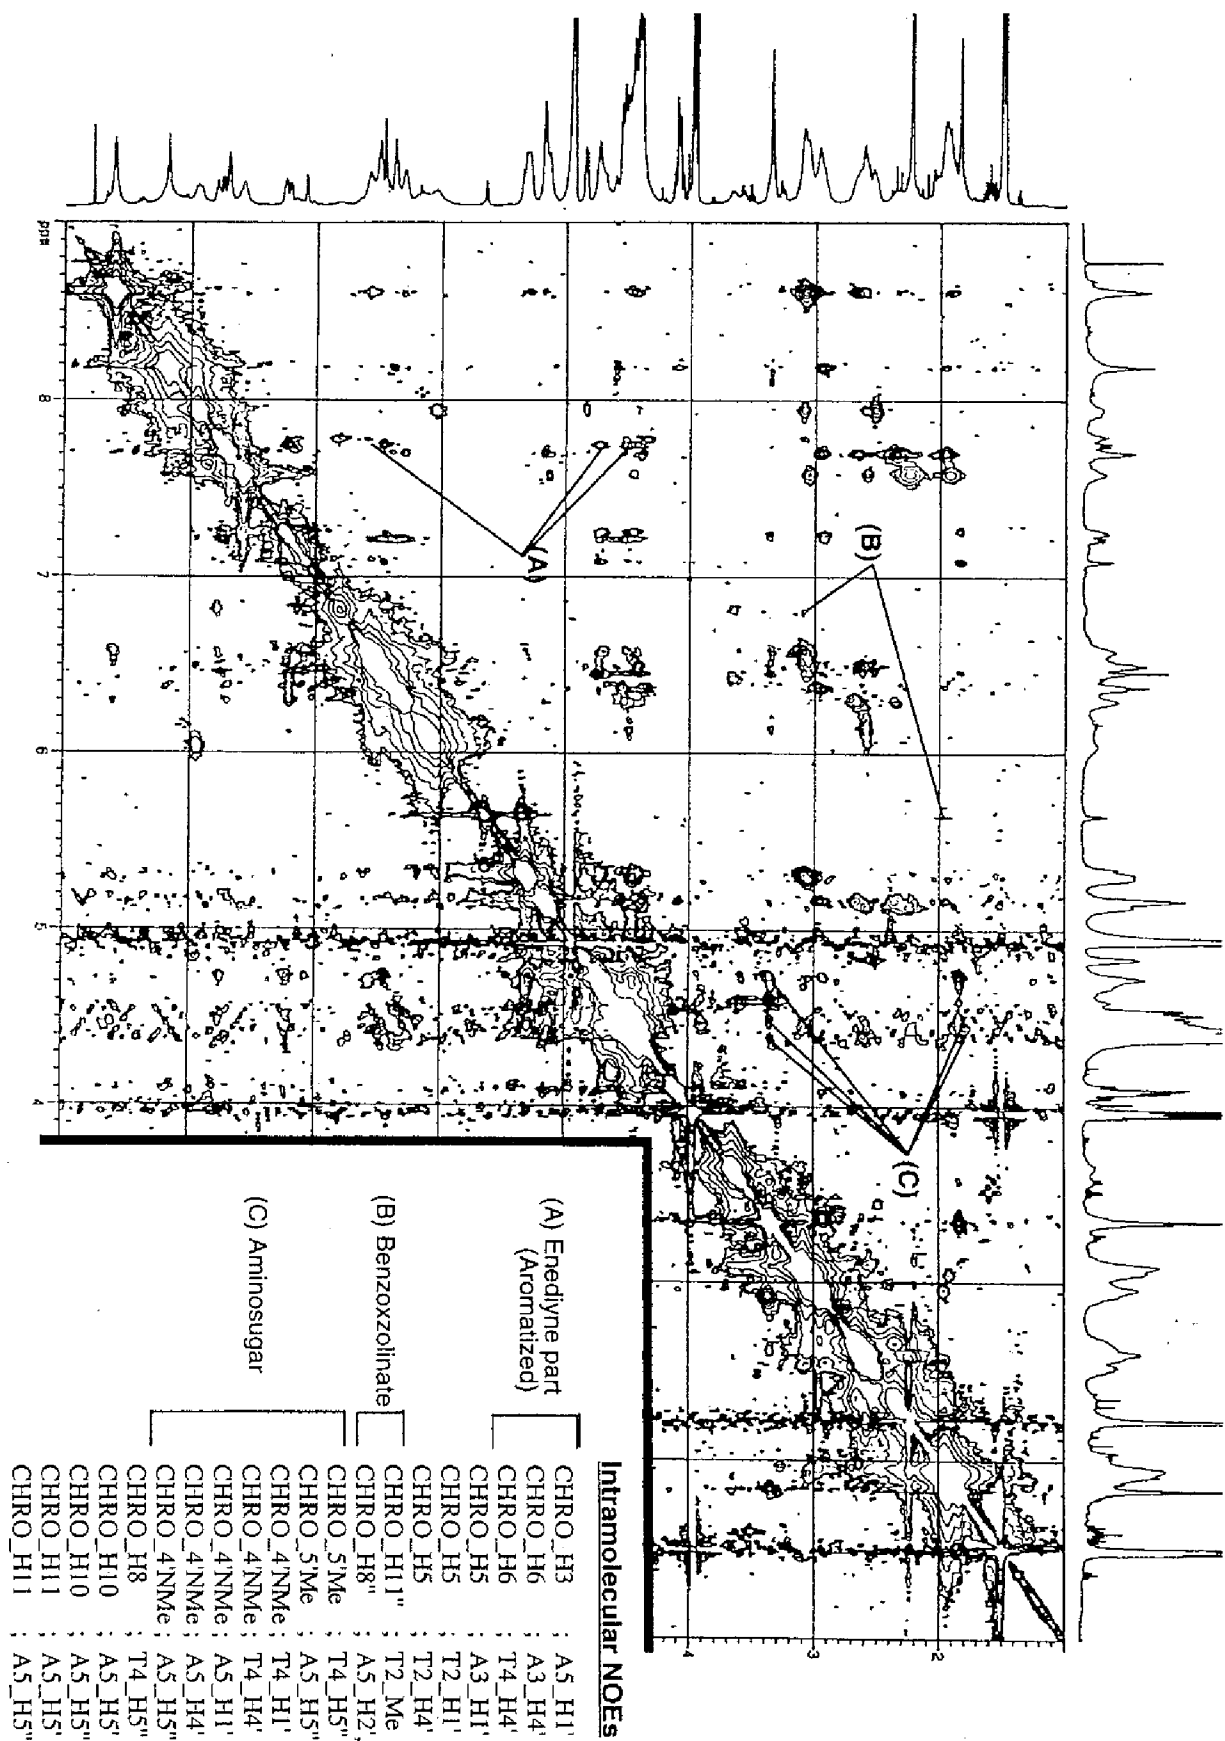 ppm
8
7
6
5
4
4
3
2
(A)
(B)
(C)
(A) Enediyne part
(Aromatized)
(B) Benzoxzolinate
(C) Aminosugar
Intramolecular NOEs
CHRO_H3 ; A5_H1'
CHRO_H6 ; A3_H4'
CHRO_H6 ; T4_H4'
CHRO_H5 ; A3_H1'
CHRO_H5 ; T2_H1'
CHRO_H5 ; T2_H4'
CHRO_H11" ; T2_Me
CHRO_H8" ; A5_H2',
CHRO_5'Me ; T4_H5"
CHRO_5'Me ; A5_H5"
CHRO_4'NMe ; T4_H1'
CHRO_4'NMe ; T4_H4'
CHRO_4'NMe ; A5_H1'
CHRO_4'NMe ; A5_H4'
CHRO_4'NMe ; A5_H5"
CHRO_H8 ; T4_H5"
CHRO_H10 ; A5_H5'
CHRO_H10 ; A5_H5"
CHRO_H11 ; A5_H5'
CHRO_H11 ; A5_H5"